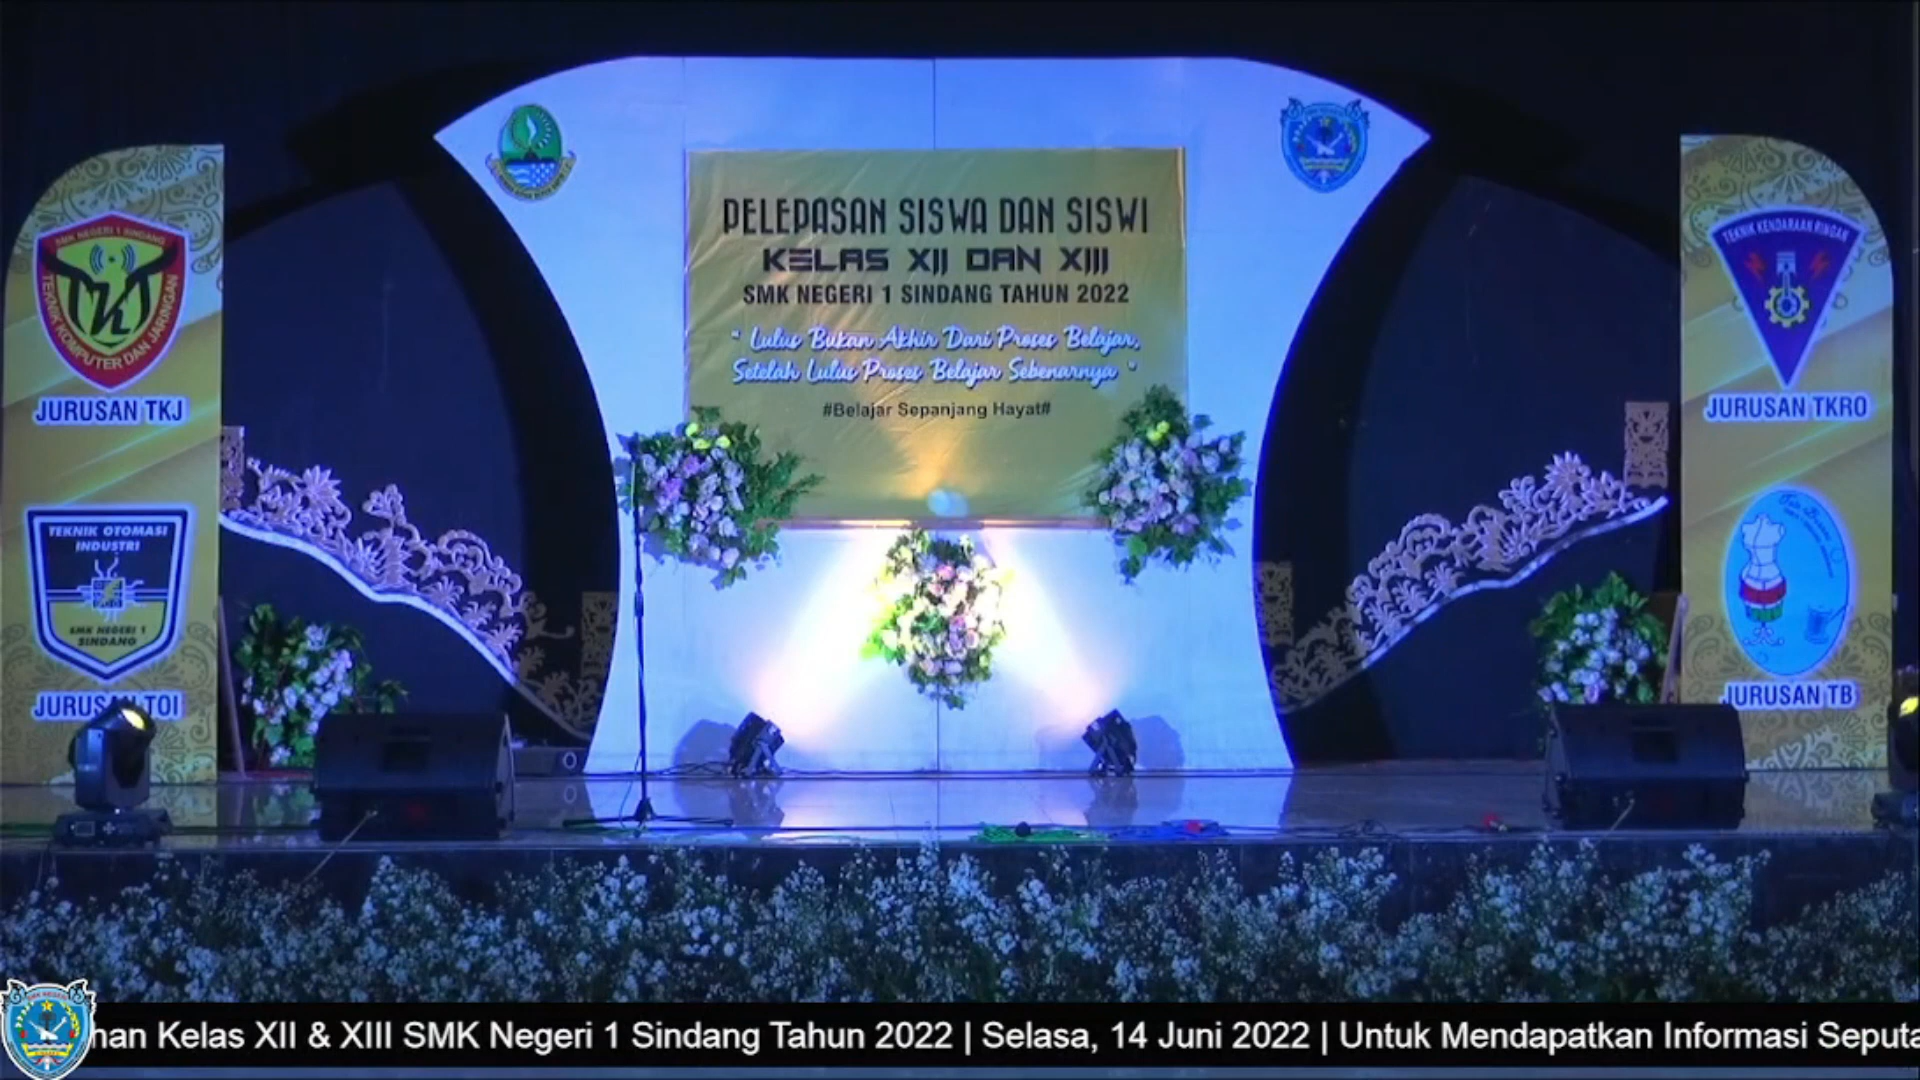 PELEPASAN SISWA DAN SISWI
KELAS XII DAN XIII
SMK NEGERI 1 SINDANG TAHUN 2022
" Lulus Bukan Akhir Dari Proses Belajar,
Setelah Lulus Proses Belajar Sebenarnya "
#Belajar Sepanjang Hayat#
SMK NEGERI 1 SINDANG
TEKNIK KOMPUTER DAN JARINGAN
JURUSAN TKJ
TEKNIK OTOMASI
INDUSTRI
SMK NEGERI 1
SINDANG
JURUSAN TOI
TEKNIK KENDARAAN RINGAN
JURUSAN TKRO
JURUSAN TB
han Kelas XII & XIII SMK Negeri 1 Sindang Tahun 2022 | Selasa, 14 Juni 2022 | Untuk Mendapatkan Informasi Seputa